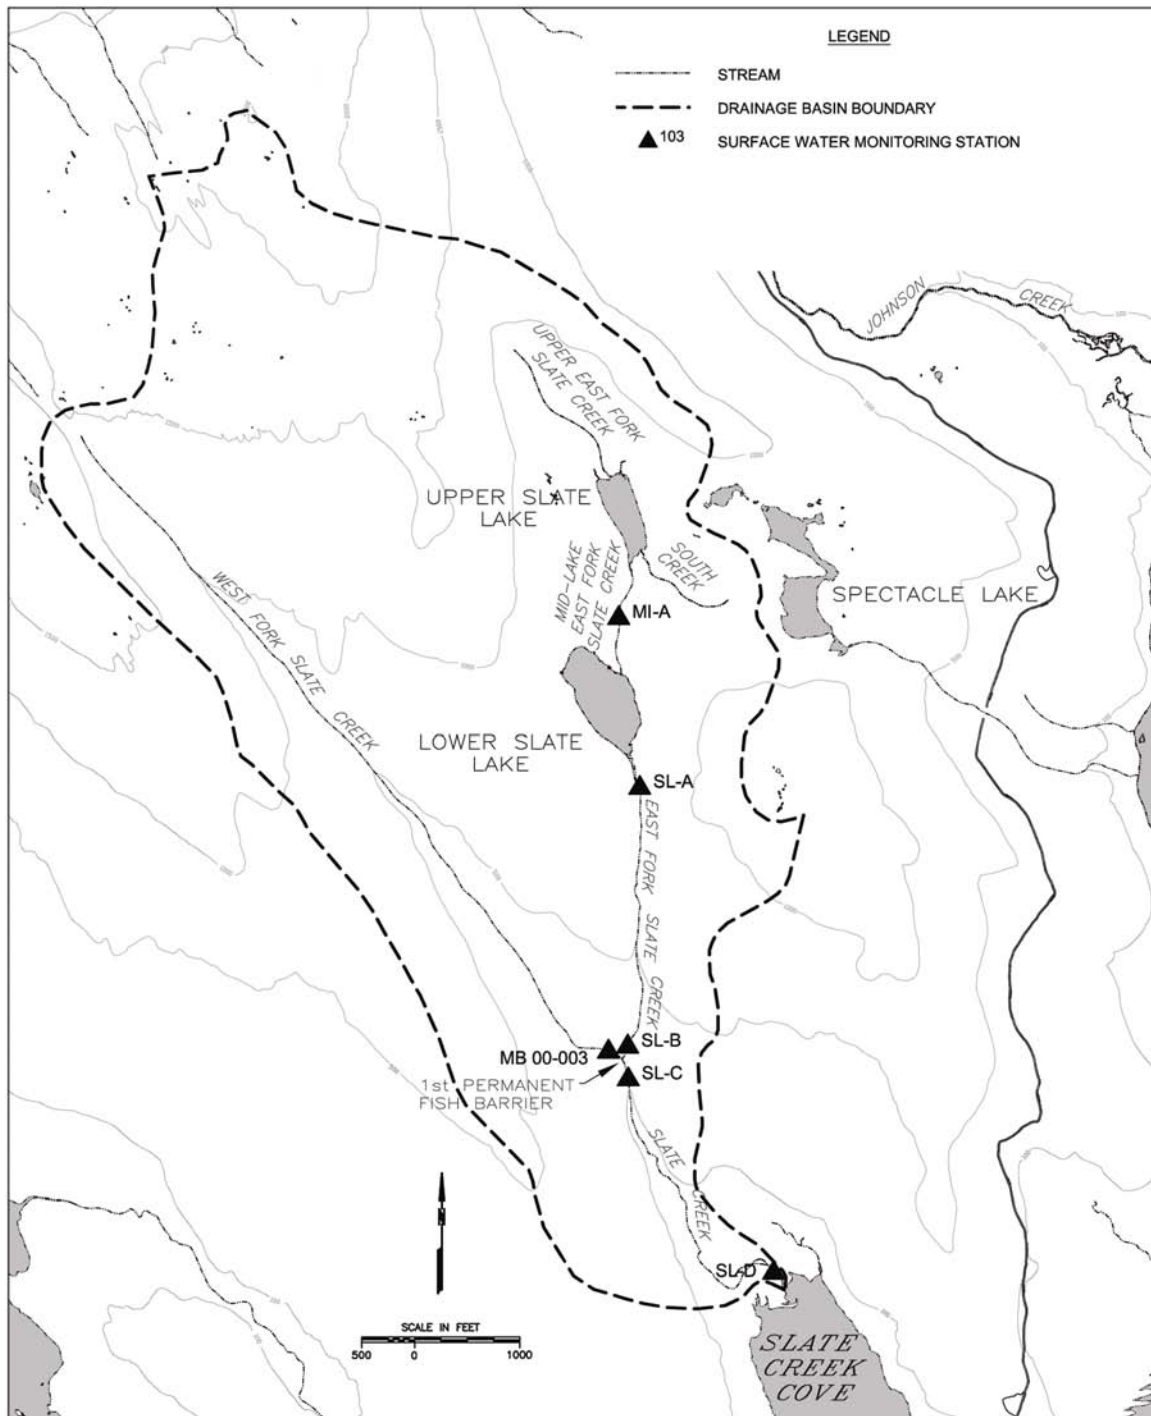 LEGEND
STREAM
DRAINAGE BASIN BOUNDARY
103
SURFACE WATER MONITORING STATION
JOHNSON
CREEK
UPPER EAST FORK
SLATE CREEK
UPPER SLATE
LAKE
MID-LAKE
EAST FORK
SLATE CREEK
SOUTH
CREEK
SPECTACLE LAKE
MI-A
WEST FORK SLATE
CREEK
LOWER SLATE
LAKE
SL-A
EAST FORK SLATE CREEK
SL-B
MB 00-003
SL-C
1st PERMANENT
FISH BARRIER
SLATE
CREEK
N
SL-D
SCALE IN FEET
500 0 1000
SLATE
CREEK
COVE